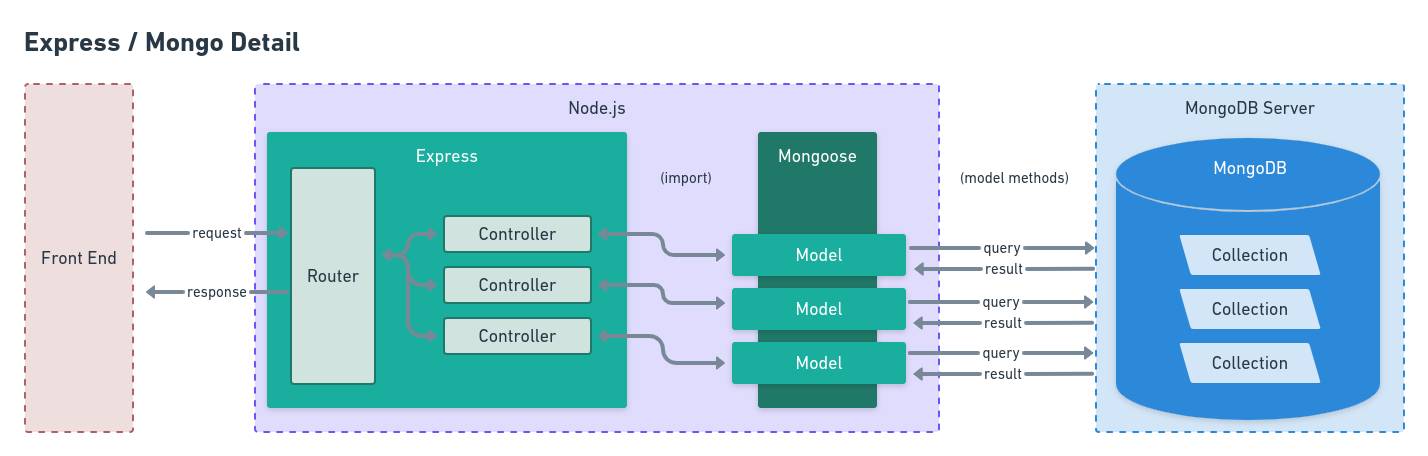 Express / Mongo Detail
Node.js
MongoDB Server
Express
Mongoose
MongoDB
(import)
(model methods)
Front End
request
response
Router
Controller
Controller
Controller
Model
Model
Model
query
result
query
result
query
result
Collection
Collection
Collection